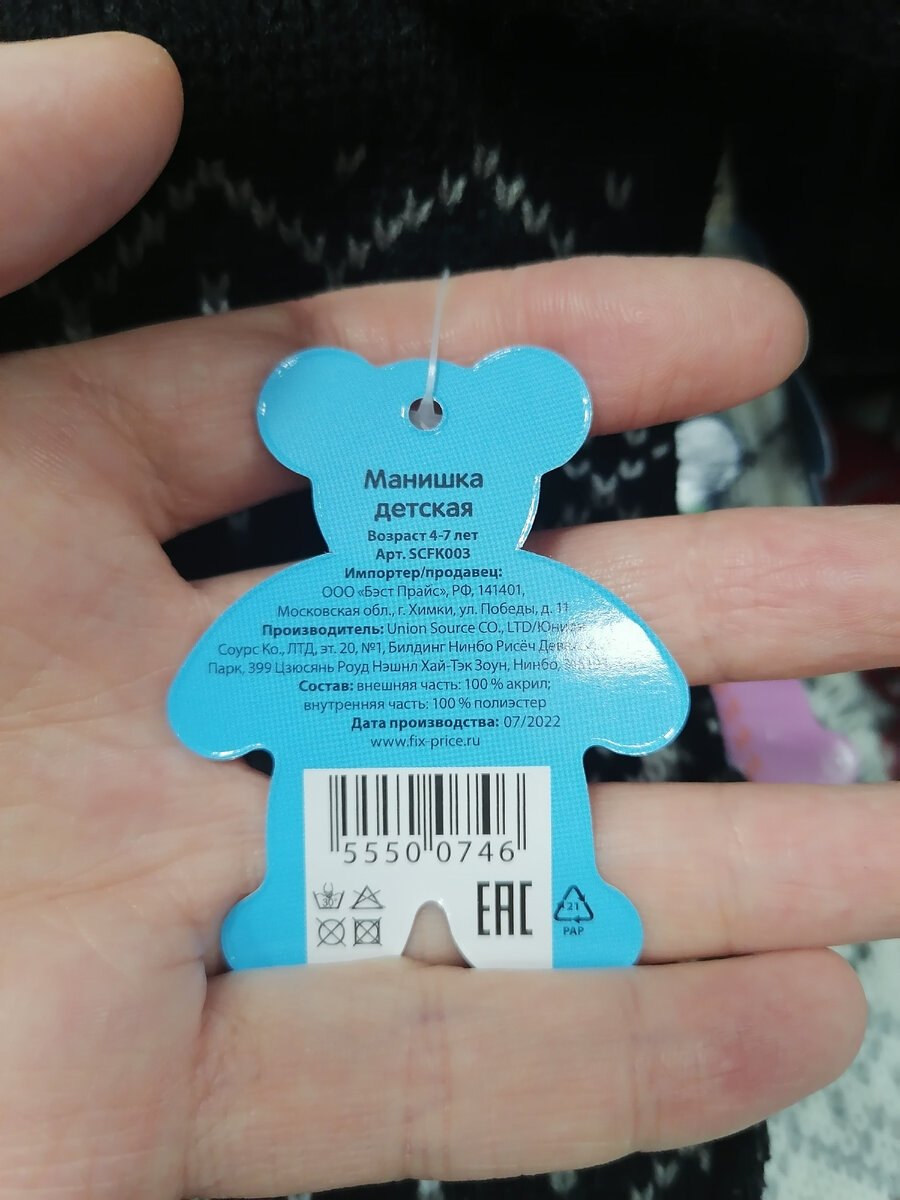 Манишка
детская
Возраст 4-7 лет
Арт. SCFK003
Импортер/продавец:
ООО «Бэст Прайс», РФ, 141401,
Московская обл., г. Химки, ул. Победы, д. 11
Производитель: Union Source CO., LTD/
Соурс Ко., ЛТД, эт. 20, №1, Билдинг Нинбо Рисёч
Парк, 399 Цзюсянь Роуд Нэшнл Хай-Тэк Зоун, Нинбо,
Состав: внешняя часть: 100 % акрил;
внутренняя часть: 100 % полиэстер
Дата производства: 07/2022
www.fix-price.ru
5550 0746
30°
EAC
21
PAP